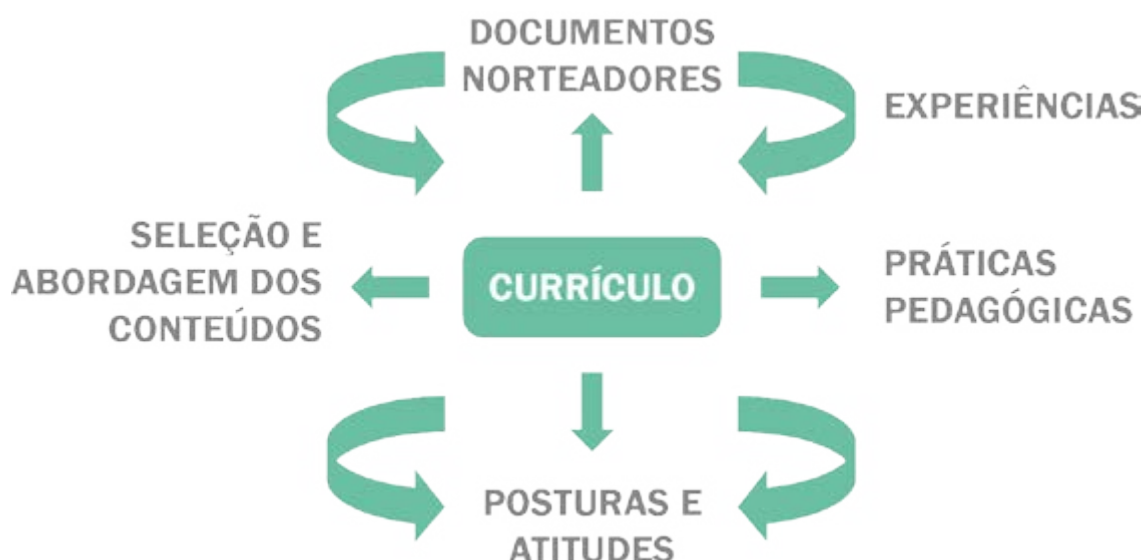 DOCUMENTOS
NORTEADORES
EXPERIÊNCIAS
SELEÇÃO E
ABORDAGEM DOS
CONTEÚDOS
CURRÍCULO
PRÁTICAS
PEDAGÓGICAS
POSTURAS E
ATITUDES